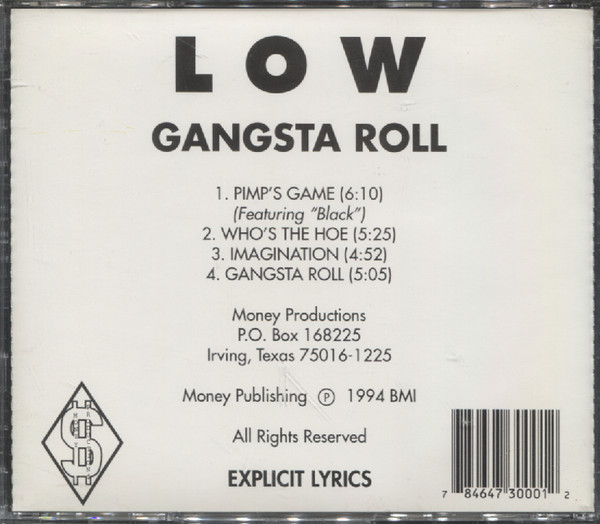 LOW
GANGSTA ROLL
1. PIMP'S GAME (6:10)
(Featuring "Black")
2. WHO'S THE HOE (5:25)
3. IMAGINATION (4:52)
4. GANGSTA ROLL (5:05)
Money Productions
P.O. Box 168225
Irving, Texas 75016-1225
Money Publishing ℗ 1994 BMI
All Rights Reserved
EXPLICIT LYRICS
7 84647 30001 2